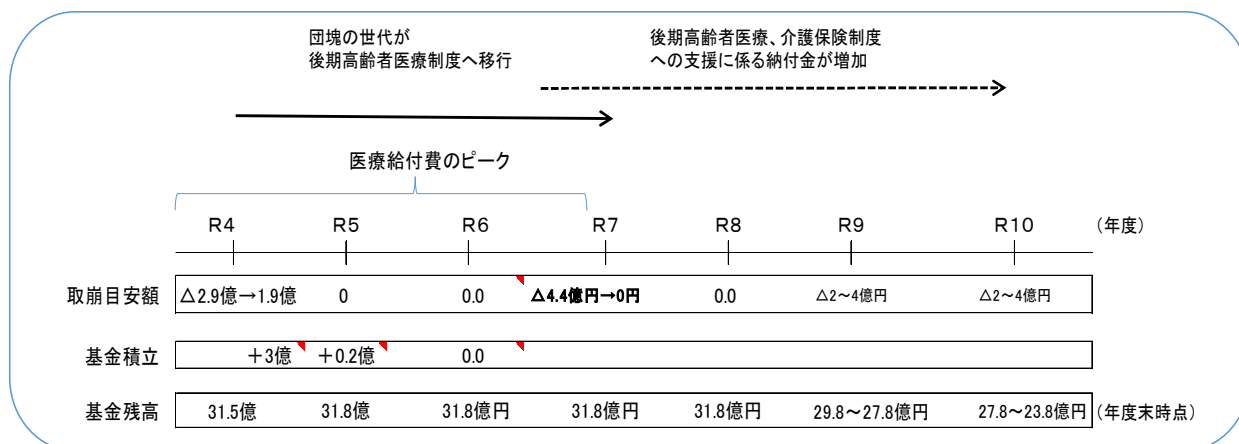 団塊の世代が
後期高齢者医療制度へ移行
後期高齢者医療、介護保険制度
への支援に係る納付金が増加
医療給付費のピーク
R4 R5 R6 R7 R8 R9 R10 (年度)
取崩目安額 △2.9億→1.9億 0 0.0 △4.4億円→0円 0.0 △2～4億円 △2～4億円
基金積立 +3億 +0.2億 0.0
基金残高 31.5億 31.8億 31.8億円 31.8億円 31.8億円 29.8～27.8億円 27.8～23.8億円 (年度末時点)